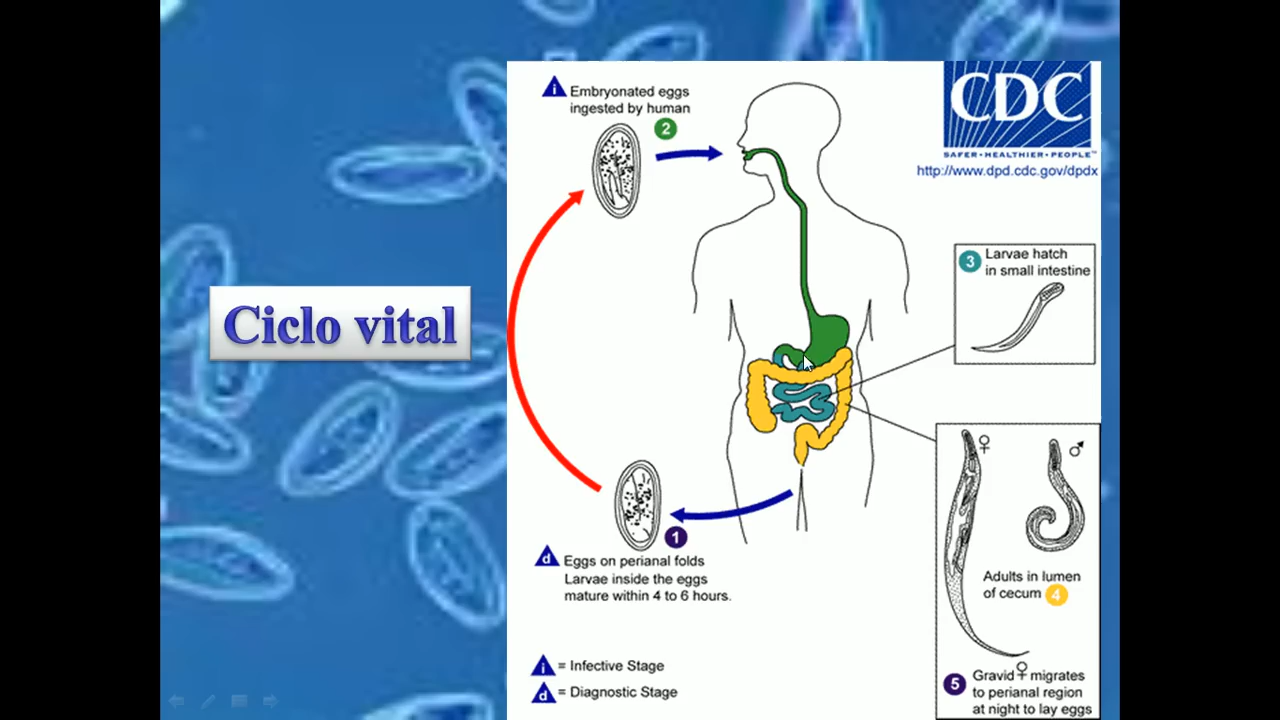 Ciclo vital
i
Embryonated eggs
ingested by human
2
CDC
SAFER•HEALTHIER•PEOPLE™
http://www.dpd.cdc.gov/dpdx
3
Larvae hatch
in small intestine
1
d
Eggs on perianal folds
Larvae inside the eggs
mature within 4 to 6 hours.
♀
♂
Adults in lumen
of cecum 4
5
Gravid ♀ migrates
to perianal region
at night to lay eggs
i = Infective Stage
d = Diagnostic Stage